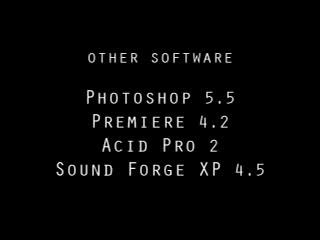 OTHER SOFTWARE
PHOTOSHOP 5.5
PREMIERE 4.2
ACID PRO 2
SOUND FORGE XP 4.5